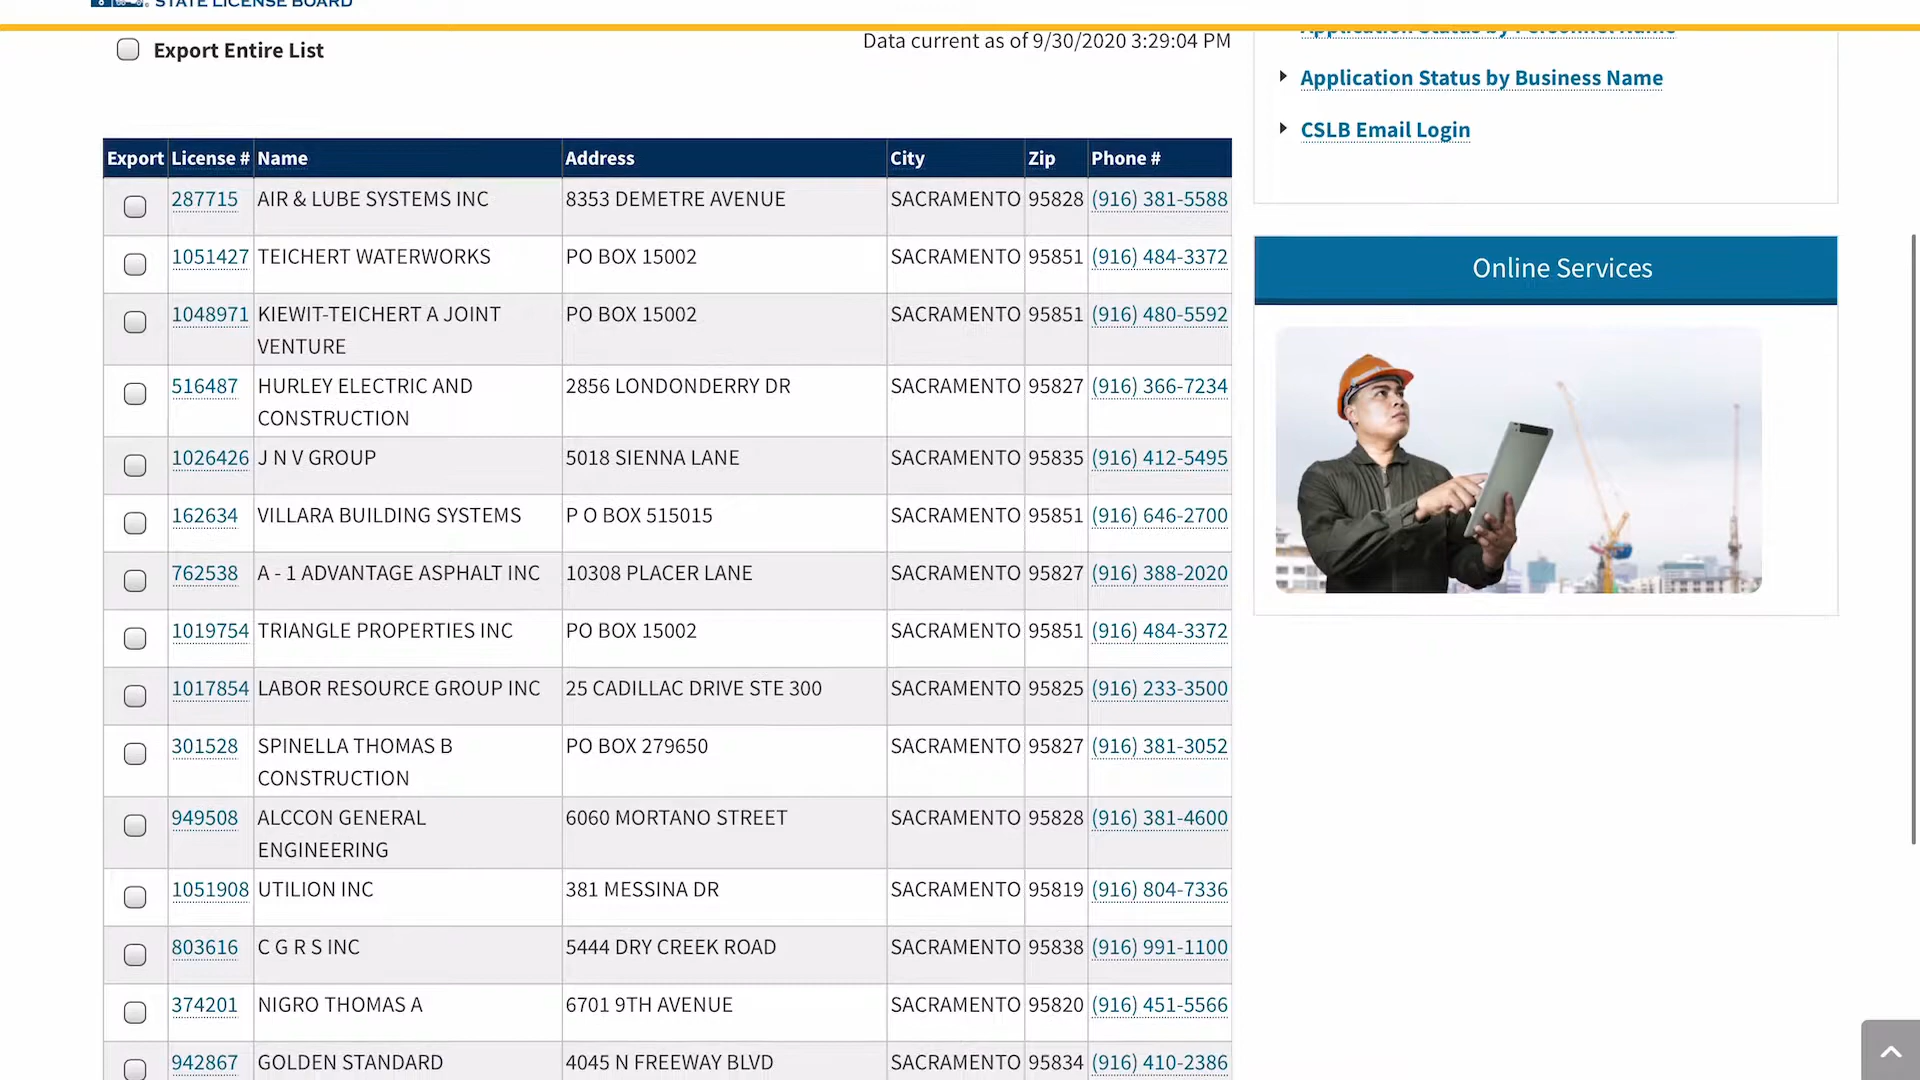 STATE LICENSE BOARD
Export Entire List
Data current as of 9/30/2020 3:29:04 PM
Application Status by Personnel Name
Application Status by Business Name
CSLB Email Login
Export License # Name Address City Zip Phone #
287715 AIR & LUBE SYSTEMS INC 8353 DEMETRE AVENUE SACRAMENTO 95828 (916) 381-5588
1051427 TEICHERT WATERWORKS PO BOX 15002 SACRAMENTO 95851 (916) 484-3372
1048971 KIEWIT-TEICHERT A JOINT PO BOX 15002 SACRAMENTO 95851 (916) 480-5592
VENTURE
516487 HURLEY ELECTRIC AND 2856 LONDONDERRY DR SACRAMENTO 95827 (916) 366-7234
CONSTRUCTION
1026426 J N V GROUP 5018 SIENNA LANE SACRAMENTO 95835 (916) 412-5495
162634 VILLARA BUILDING SYSTEMS P O BOX 515015 SACRAMENTO 95851 (916) 646-2700
762538 A - 1 ADVANTAGE ASPHALT INC 10308 PLACER LANE SACRAMENTO 95827 (916) 388-2020
1019754 TRIANGLE PROPERTIES INC PO BOX 15002 SACRAMENTO 95851 (916) 484-3372
1017854 LABOR RESOURCE GROUP INC 25 CADILLAC DRIVE STE 300 SACRAMENTO 95825 (916) 233-3500
301528 SPINELLA THOMAS B PO BOX 279650 SACRAMENTO 95827 (916) 381-3052
CONSTRUCTION
949508 ALCCON GENERAL 6060 MORTANO STREET SACRAMENTO 95828 (916) 381-4600
ENGINEERING
1051908 UTILION INC 381 MESSINA DR SACRAMENTO 95819 (916) 804-7336
803616 C G R S INC 5444 DRY CREEK ROAD SACRAMENTO 95838 (916) 991-1100
374201 NIGRO THOMAS A 6701 9TH AVENUE SACRAMENTO 95820 (916) 451-5566
942867 GOLDEN STANDARD 4045 N FREEWAY BLVD SACRAMENTO 95834 (916) 410-2386
Online Services